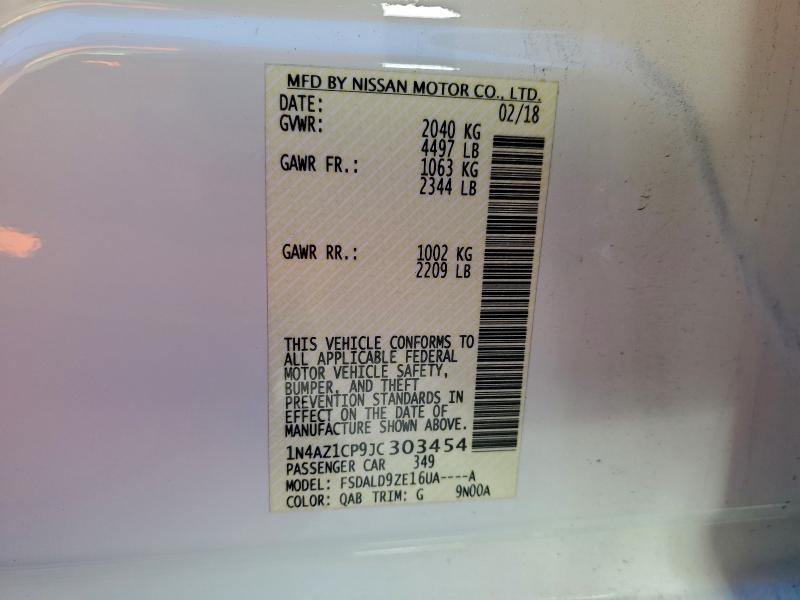 MFD BY NISSAN MOTOR CO., LTD.
DATE: 02/18
GVWR: 2040 KG
4497 LB
GAWR FR.: 1063 KG
2344 LB
GAWR RR.: 1002 KG
2209 LB
THIS VEHICLE CONFORMS TO
ALL APPLICABLE FEDERAL
MOTOR VEHICLE SAFETY,
BUMPER, AND THEFT
PREVENTION STANDARDS IN
EFFECT ON THE DATE OF
MANUFACTURE SHOWN ABOVE.
1N4AZ1CP9JC303454
PASSENGER CAR 349
MODEL: FSDALD9ZE16UA----A
COLOR: QAB TRIM: G 9N00A